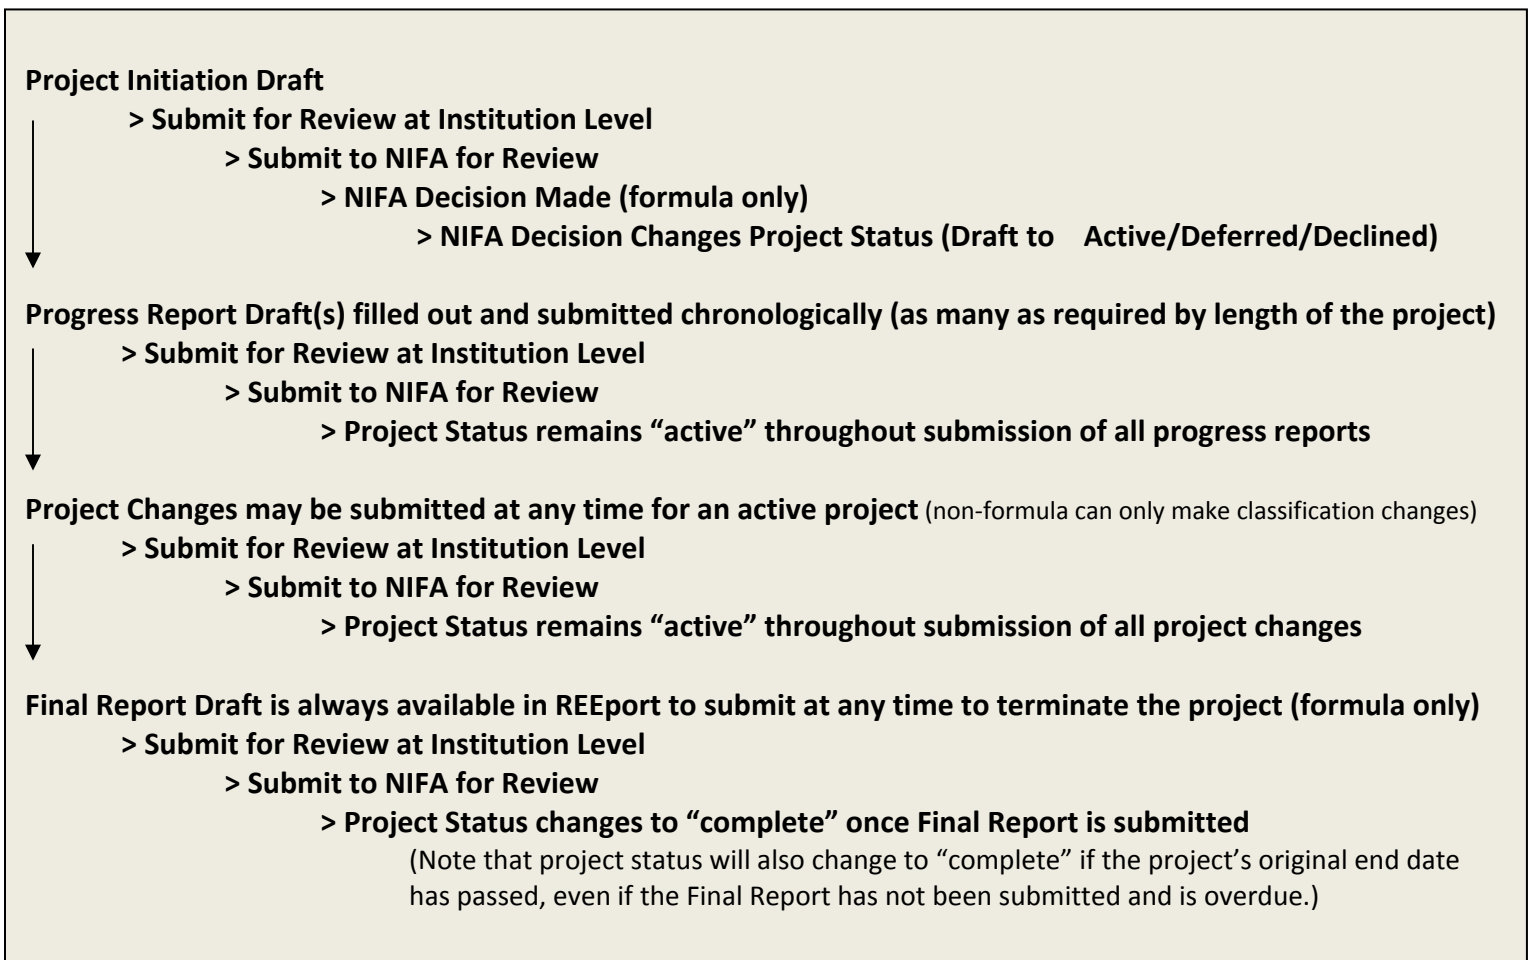 Project Initiation Draft
> Submit for Review at Institution Level
> Submit to NIFA for Review
> NIFA Decision Made (formula only)
> NIFA Decision Changes Project Status (Draft to Active/Deferred/Declined)
Progress Report Draft(s) filled out and submitted chronologically (as many as required by length of the project)
> Submit for Review at Institution Level
> Submit to NIFA for Review
> Project Status remains “active” throughout submission of all progress reports
Project Changes may be submitted at any time for an active project (non-formula can only make classification changes)
> Submit for Review at Institution Level
> Submit to NIFA for Review
> Project Status remains “active” throughout submission of all project changes
Final Report Draft is always available in REEport to submit at any time to terminate the project (formula only)
> Submit for Review at Institution Level
> Submit to NIFA for Review
> Project Status changes to “complete” once Final Report is submitted
(Note that project status will also change to “complete” if the project’s original end date
has passed, even if the Final Report has not been submitted and is overdue.)